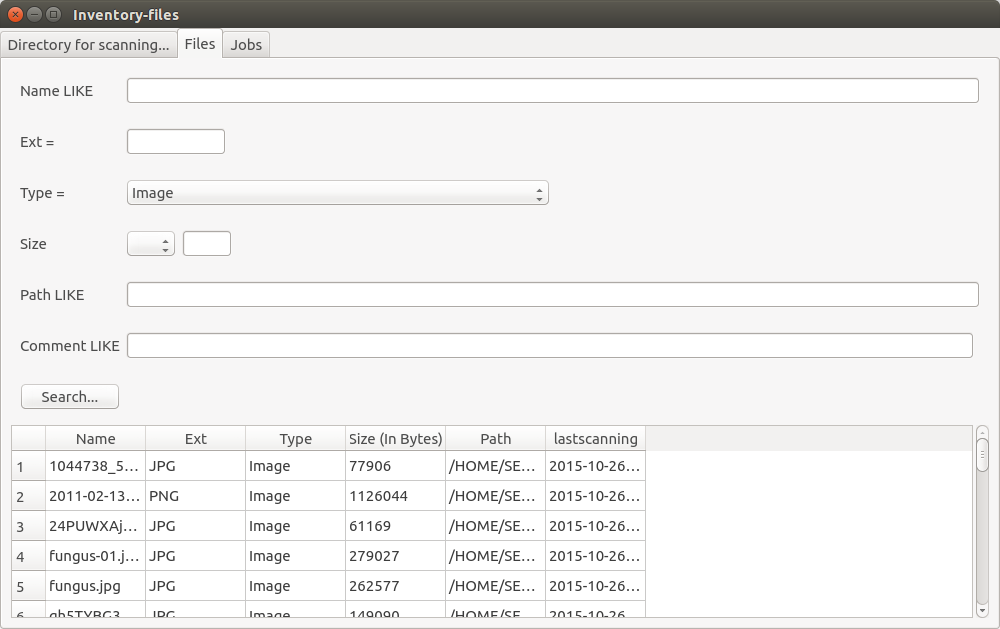 Inventory-files
Directory for scanning... Files Jobs
Name LIKE
Ext =
Type = Image
Size
Path LIKE
Comment LIKE
Search...
Name Ext Type Size (In Bytes) Path lastscanning
1 1044738_5... JPG Image 77906 /HOME/SE... 2015-10-26...
2 2011-02-13... PNG Image 1126044 /HOME/SE... 2015-10-26...
3 24PUWXAj... JPG Image 61169 /HOME/SE... 2015-10-26...
4 fungus-01.j... JPG Image 279027 /HOME/SE... 2015-10-26...
5 fungus.jpg JPG Image 262577 /HOME/SE... 2015-10-26...
6 JPG Image 149090 /HOME/SE... 2015-10-26...